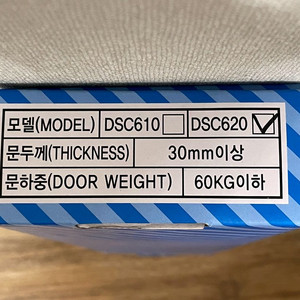 모델(MODEL) DSC610 □ DSC620 ☑
문두께(THICKNESS) 30mm이상
문하중(DOOR WEIGHT) 60KG이하